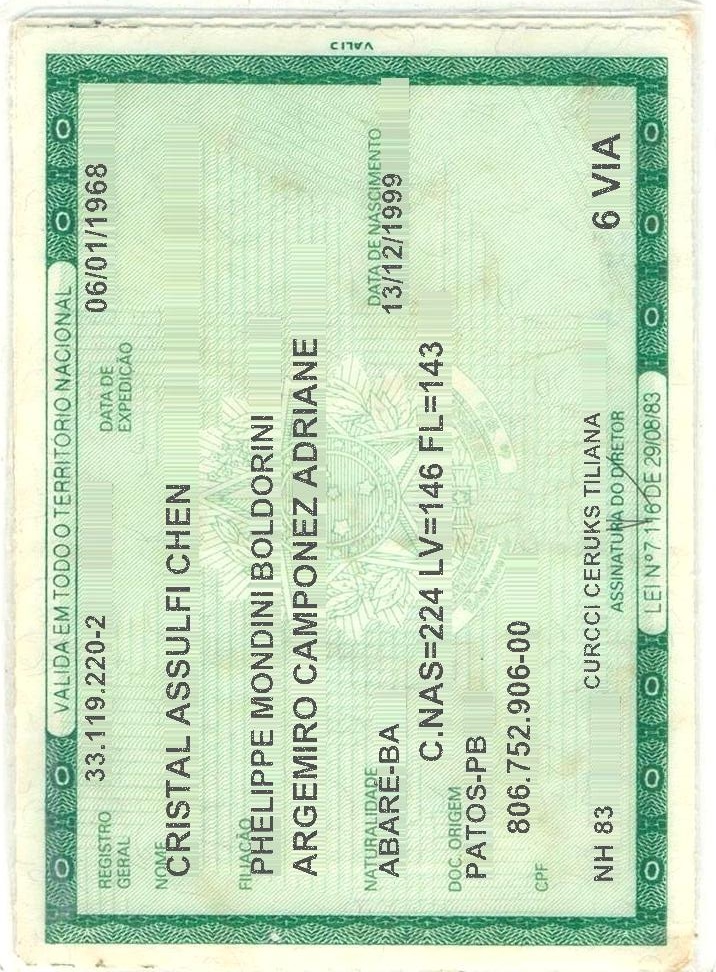 VALID
VALIDA EM TODO O TERRITORIO NACIONAL
REGISTRO GERAL 33.119.220-2 DATA DE EXPEDIÇÃO 06/01/1968
NOME
CRISTAL ASSULFI CHEN
FILIAÇÃO
PHELIPPE MONDINI BOLDORINI
ARGEMIRO CAMPONEZ ADRIANE
NATURALIDADE DATA DE NASCIMENTO
ABARE-BA 13/12/1999
C.NAS=224 LV=146 FL=143
DOC. ORIGEM
PATOS-PB
806.752.906-00
CPF
NH 83 CURCCI CERUKS TILIANA 6 VIA
ASSINATURA DO DIRETOR
LEI Nº 7 116 DE 29/08/83